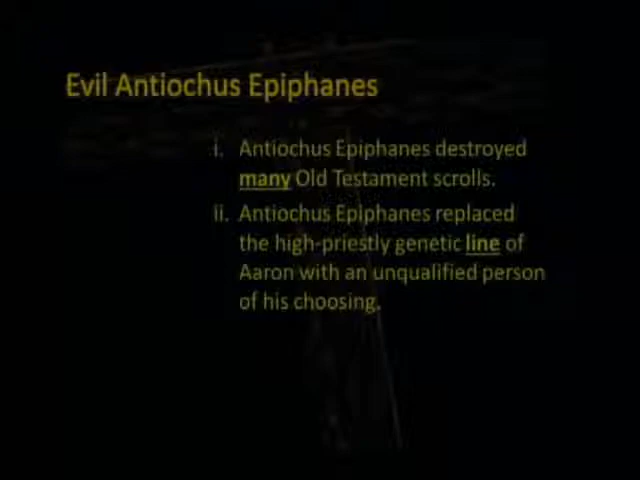 Evil Antiochus Epiphanes
i. Antiochus Epiphanes destroyed
many Old Testament scrolls.
ii. Antiochus Epiphanes replaced
the high-priestly genetic line of
Aaron with an unqualified person
of his choosing.